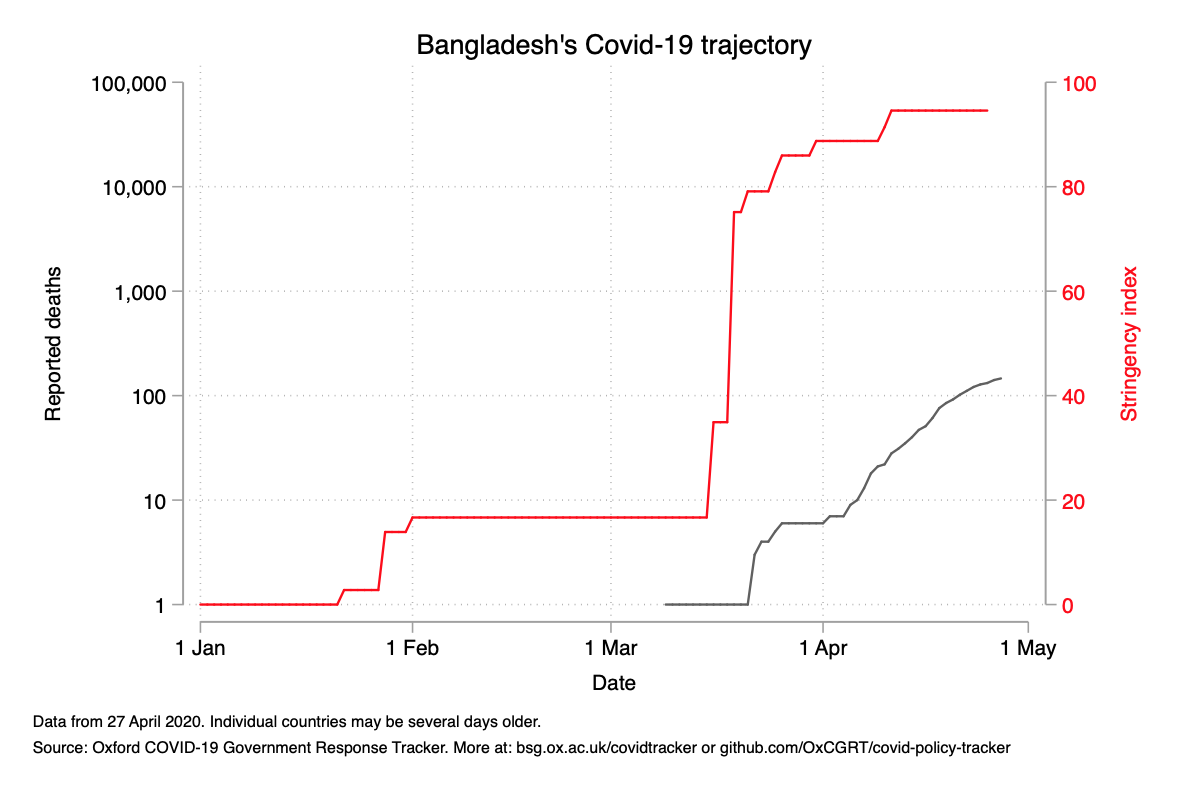 Bangladesh's Covid-19 trajectory
100,000
10,000
1,000
100
10
1
Reported deaths
100
80
60
40
20
0
Stringency index
1 Jan
1 Feb
1 Mar
1 Apr
1 May
Date
Data from 27 April 2020. Individual countries may be several days older.
Source: Oxford COVID-19 Government Response Tracker. More at: bsg.ox.ac.uk/covidtracker or github.com/OxCGRT/covid-policy-tracker